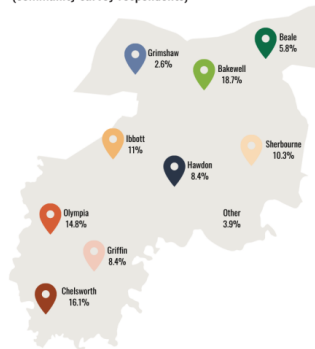 (community survey respondents)
Beale
5.8%
Grimshaw
2.6%
Bakewell
18.7%
Ibbott
11%
Sherbourne
10.3%
Hawdon
8.4%
Olympia
14.8%
Other
3.9%
Griffin
8.4%
Chelsworth
16.1%